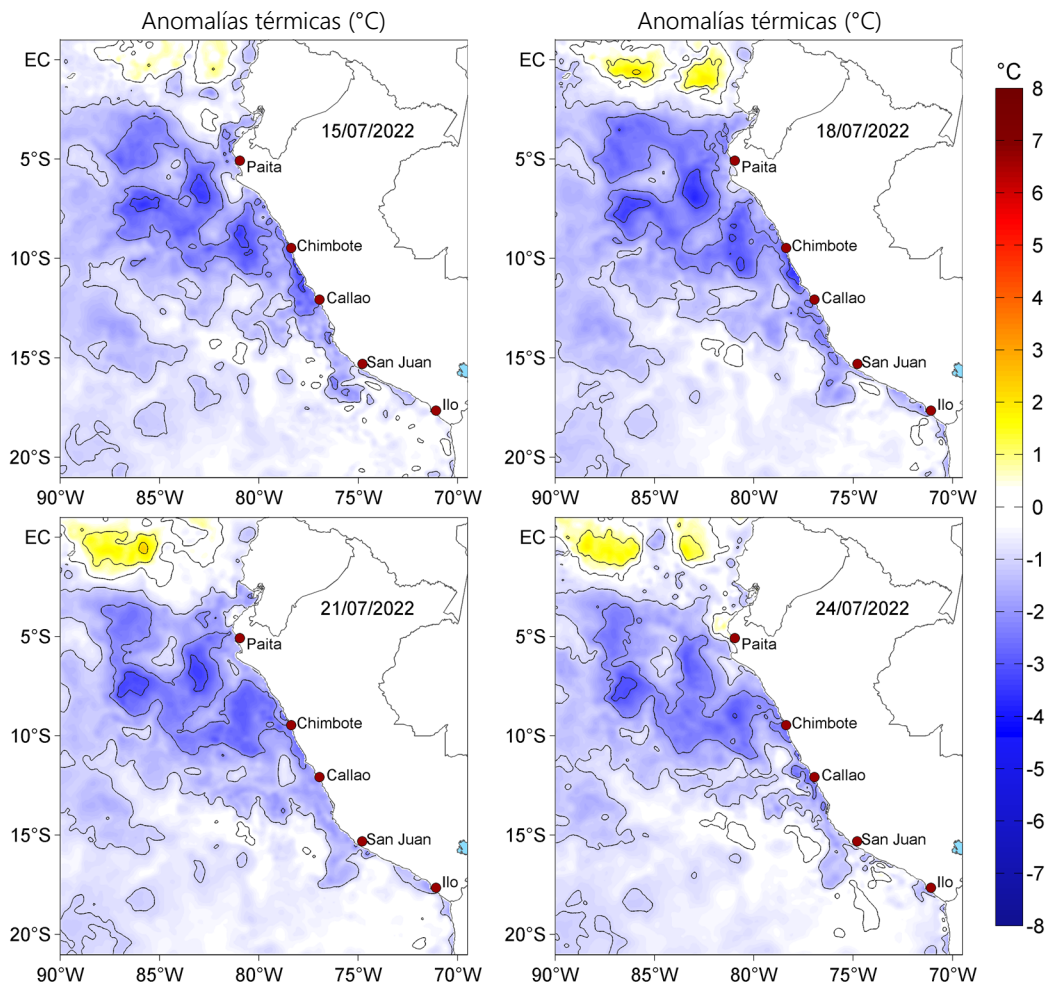 Anomalías térmicas (°C)
Anomalías térmicas (°C)
EC
5°S
10°S
15°S
20°S
90°W
85°W
80°W
75°W
70°W
15/07/2022
Paita
Chimbote
Callao
San Juan
Ilo
EC
5°S
10°S
15°S
20°S
90°W
85°W
80°W
75°W
70°W
18/07/2022
Paita
Chimbote
Callao
San Juan
Ilo
°C
8
7
6
5
4
3
2
1
0
-1
-2
-3
-4
-5
-6
-7
-8
EC
5°S
10°S
15°S
20°S
90°W
85°W
80°W
75°W
70°W
21/07/2022
Paita
Chimbote
Callao
San Juan
Ilo
EC
5°S
10°S
15°S
20°S
90°W
85°W
80°W
75°W
70°W
24/07/2022
Paita
Chimbote
Callao
San Juan
Ilo